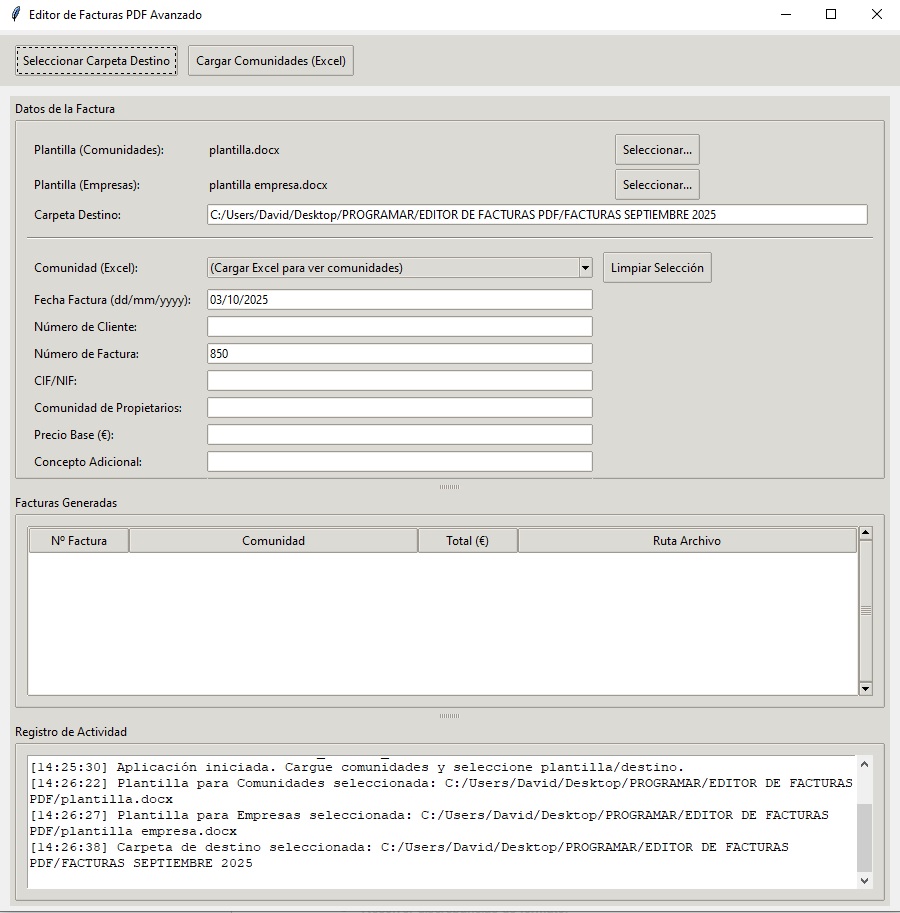 Editor de Facturas PDF Avanzado
Seleccionar Carpeta Destino
Cargar Comunidades (Excel)
Datos de la Factura
Plantilla (Comunidades): plantilla.docx Seleccionar...
Plantilla (Empresas): plantilla empresa.docx Seleccionar...
Carpeta Destino: C:/Users/David/Desktop/PROGRAMAR/EDITOR DE FACTURAS PDF/FACTURAS SEPTIEMBRE 2025
Comunidad (Excel): (Cargar Excel para ver comunidades) Limpiar Selección
Fecha Factura (dd/mm/yyyy): 03/10/2025
Número de Cliente:
Número de Factura: 850
CIF/NIF:
Comunidad de Propietarios:
Precio Base (€):
Concepto Adicional:
Facturas Generadas
Nº Factura Comunidad Total (€) Ruta Archivo
Registro de Actividad
[14:25:30] Aplicación iniciada. Cargue comunidades y seleccione plantilla/destino.
[14:26:22] Plantilla para Comunidades seleccionada: C:/Users/David/Desktop/PROGRAMAR/EDITOR DE FACTURAS
PDF/plantilla.docx
[14:26:27] Plantilla para Empresas seleccionada: C:/Users/David/Desktop/PROGRAMAR/EDITOR DE FACTURAS
PDF/plantilla empresa.docx
[14:26:38] Carpeta de destino seleccionada: C:/Users/David/Desktop/PROGRAMAR/EDITOR DE FACTURAS
PDF/FACTURAS SEPTIEMBRE 2025